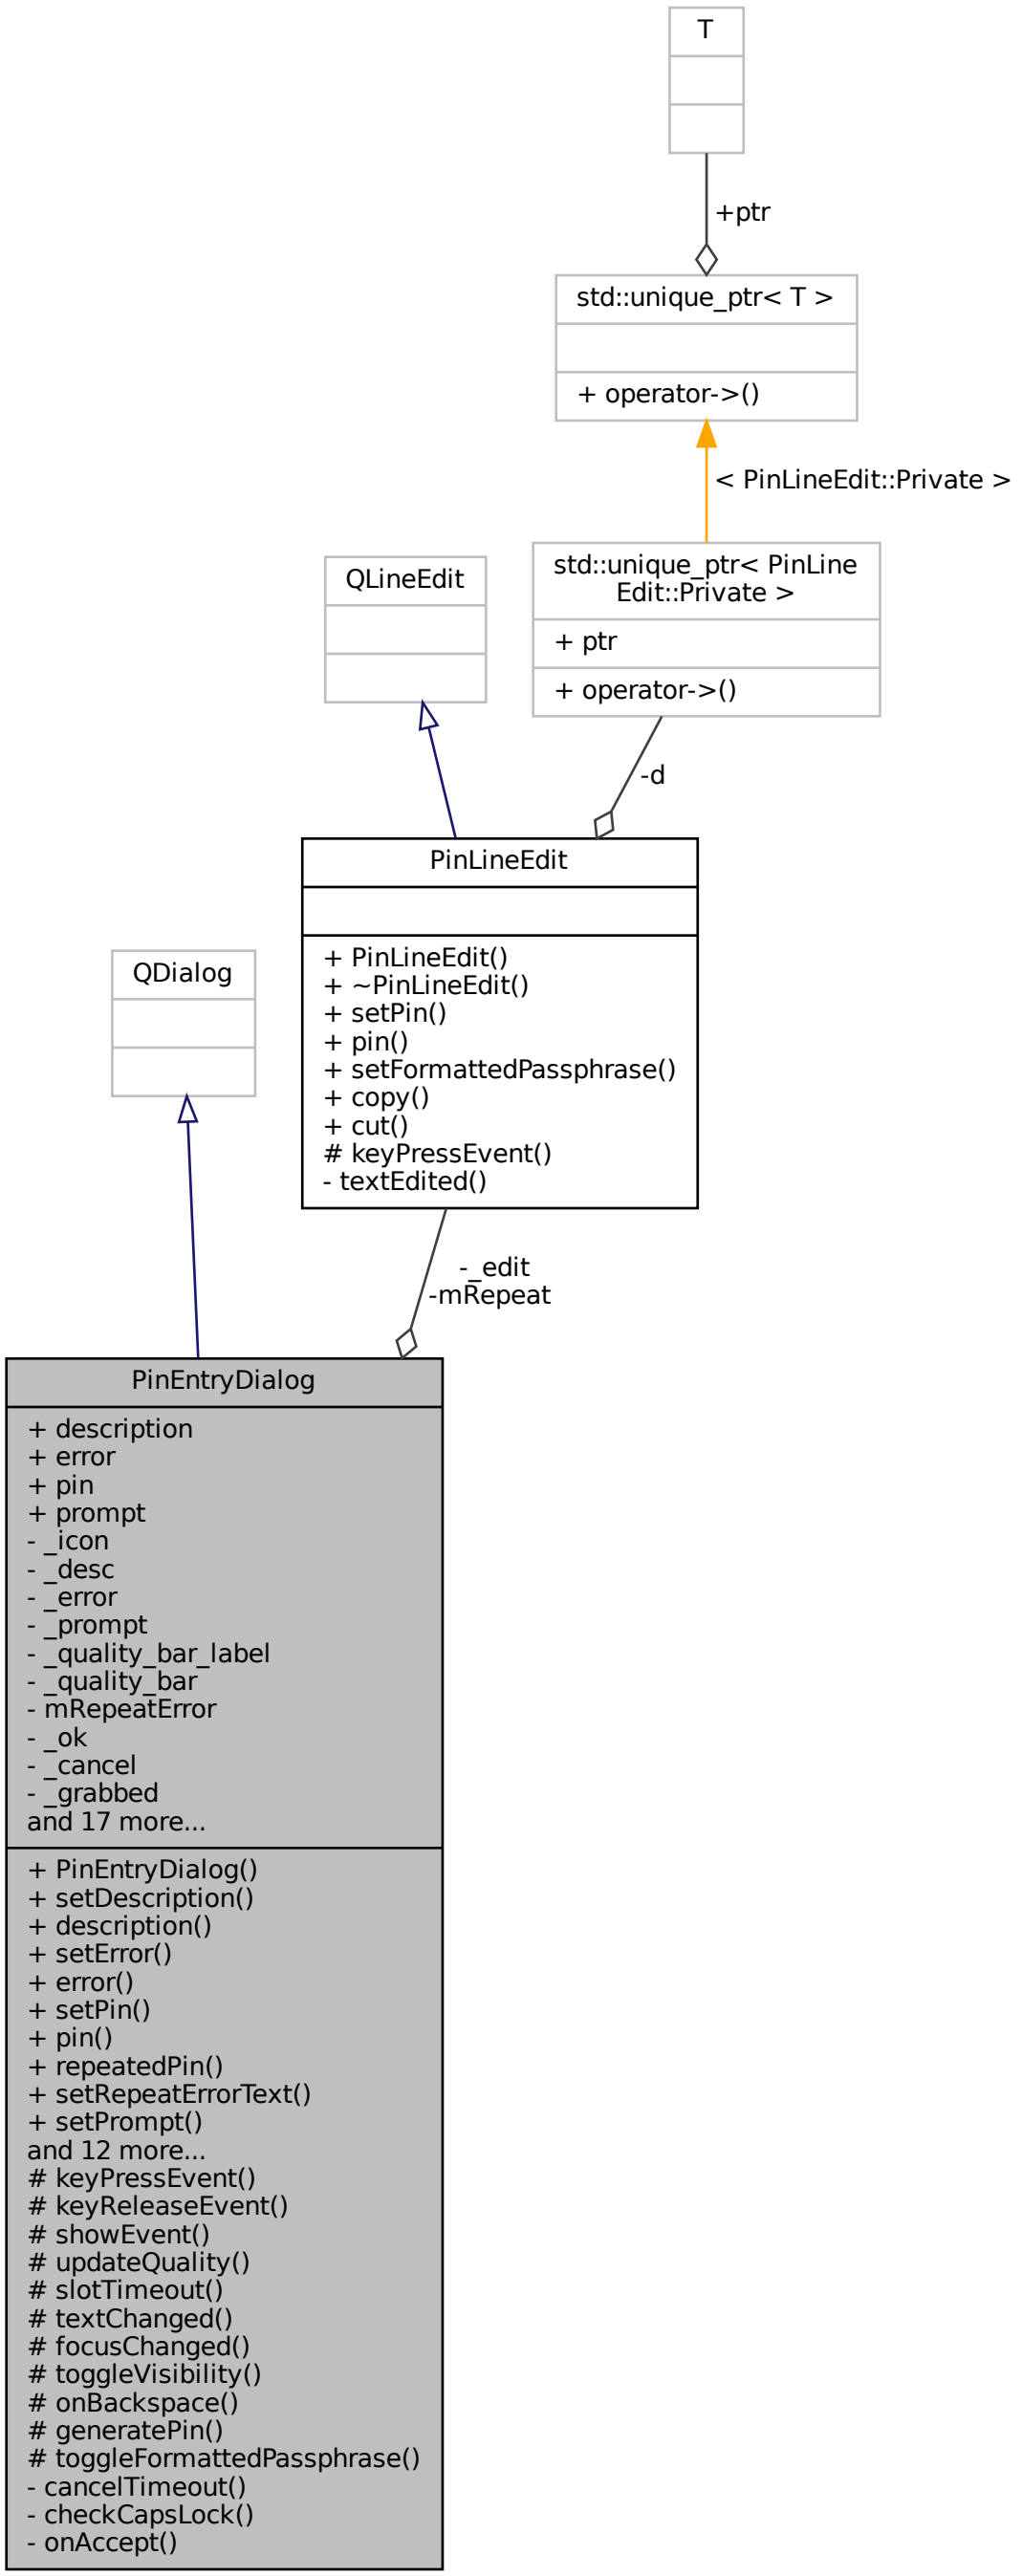 T
+ptr
std::unique_ptr< T >
+ operator->()
< PinLineEdit::Private >
std::unique_ptr< PinLine
Edit::Private >
+ ptr
+ operator->()
QLineEdit
-d
PinLineEdit
+ PinLineEdit()
+ ~PinLineEdit()
+ setPin()
+ pin()
+ setFormattedPassphrase()
+ copy()
+ cut()
# keyPressEvent()
- textEdited()
QDialog
-_edit
-mRepeat
PinEntryDialog
+ description
+ error
+ pin
+ prompt
- _icon
- _desc
- _error
- _prompt
- _quality_bar_label
- _quality_bar
- mRepeatError
- _ok
- _cancel
- _grabbed
and 17 more...
+ PinEntryDialog()
+ setDescription()
+ description()
+ setError()
+ error()
+ setPin()
+ pin()
+ repeatedPin()
+ setRepeatErrorText()
+ setPrompt()
and 12 more...
# keyPressEvent()
# keyReleaseEvent()
# showEvent()
# updateQuality()
# slotTimeout()
# textChanged()
# focusChanged()
# toggleVisibility()
# onBackspace()
# generatePin()
# toggleFormattedPassphrase()
- cancelTimeout()
- checkCapsLock()
- onAccept()